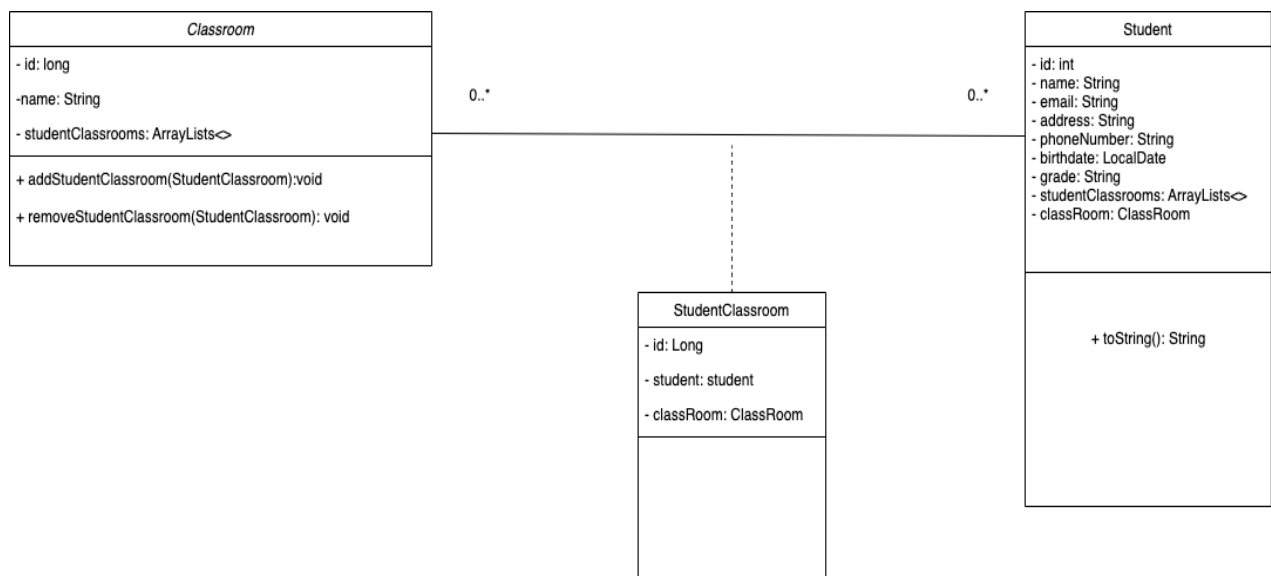 Classroom
- id: long
-name: String
- studentClassrooms: ArrayLists<>
+ addStudentClassroom(StudentClassroom):void
+ removeStudentClassroom(StudentClassroom): void
0..*
0..*
Student
- id: int
- name: String
- email: String
- address: String
- phoneNumber: String
- birthdate: LocalDate
- grade: String
- studentClassrooms: ArrayLists<>
- classRoom: ClassRoom
+ toString(): String
StudentClassroom
- id: Long
- student: student
- classRoom: ClassRoom